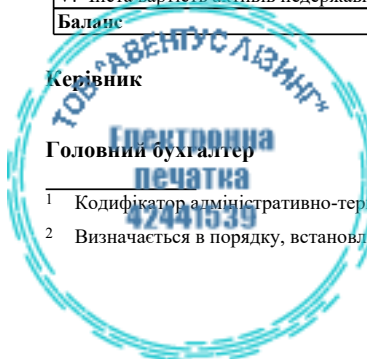 Баланс
ТОВ "АВЕНТУС ЛІЗИНГ"
Керівник
Електронна
Головний бухгалтер
печатка
1 Кодифікатор адміністративно-тер
42441539
2 Визначається в порядку, встановл